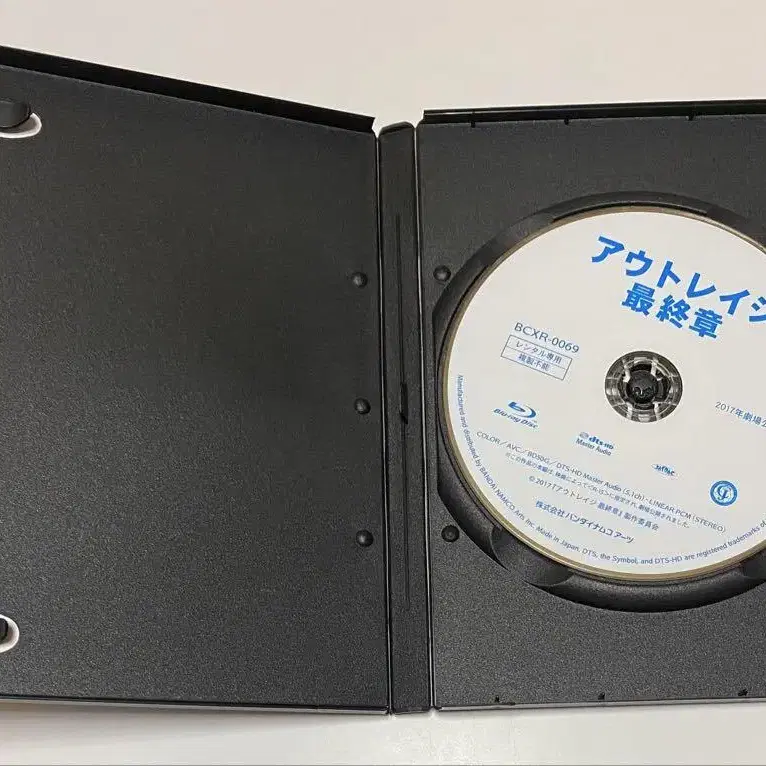 アウトレイジ
最終章
BCXR-0069
レンタル専用
複製不能
2017年劇場公
Blu-ray Disc
dts-HD
Master Audio
COLOR／AVC／BD50G／DTS-HD Master Audio (5.1ch)・LINEAR PCM (STEREO)
© 2017『アウトレイジ 最終章』製作委員会
株式会社バンダイナムコアーツ
Manufactured and distributed by BANDAI NAMCO Arts Inc. Made in Japan. DTS, the Symbol, and DTS-HD are registered trademarks of